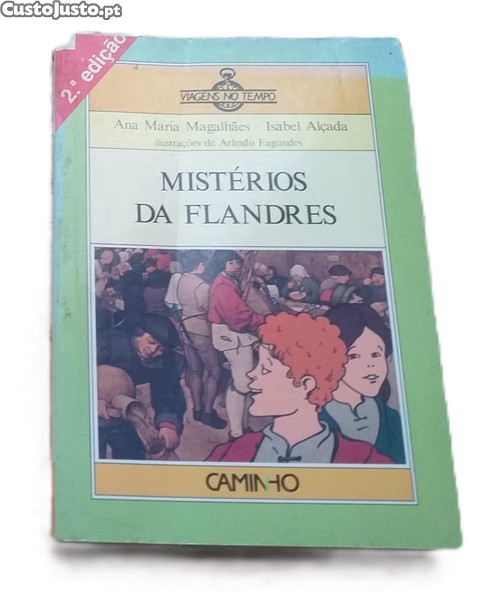 CustoJusto.pt
2.ª edição
VIAGENS NO TEMPO
Ana Maria Magalhães Isabel Alçada
ilustrações de Arlindo Fagundes
MISTÉRIOS
DA FLANDRES
CAMINHO